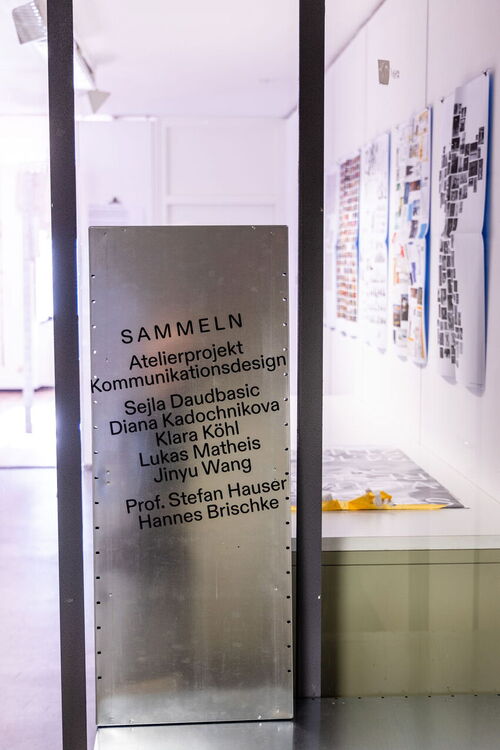 SAMMELN
Atelierprojekt
Kommunikationsdesign
Sejla Daudbasic
Diana Kadochnikova
Klara Köhl
Lukas Matheis
Jinyu Wang
Prof. Stefan Hauser
Hannes Brischke